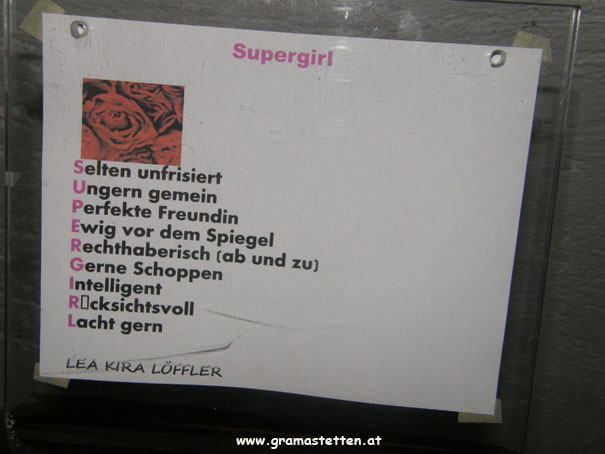 Supergirl
Selten unfrisiert
Ungern gemein
Perfekte Freundin
Ewig vor dem Spiegel
Rechthaberisch (ab und zu)
Gerne Schoppen
Intelligent
R▯cksichtsvoll
Lacht gern
LEA KIRA LÖFFLER
www.gramastetten.at